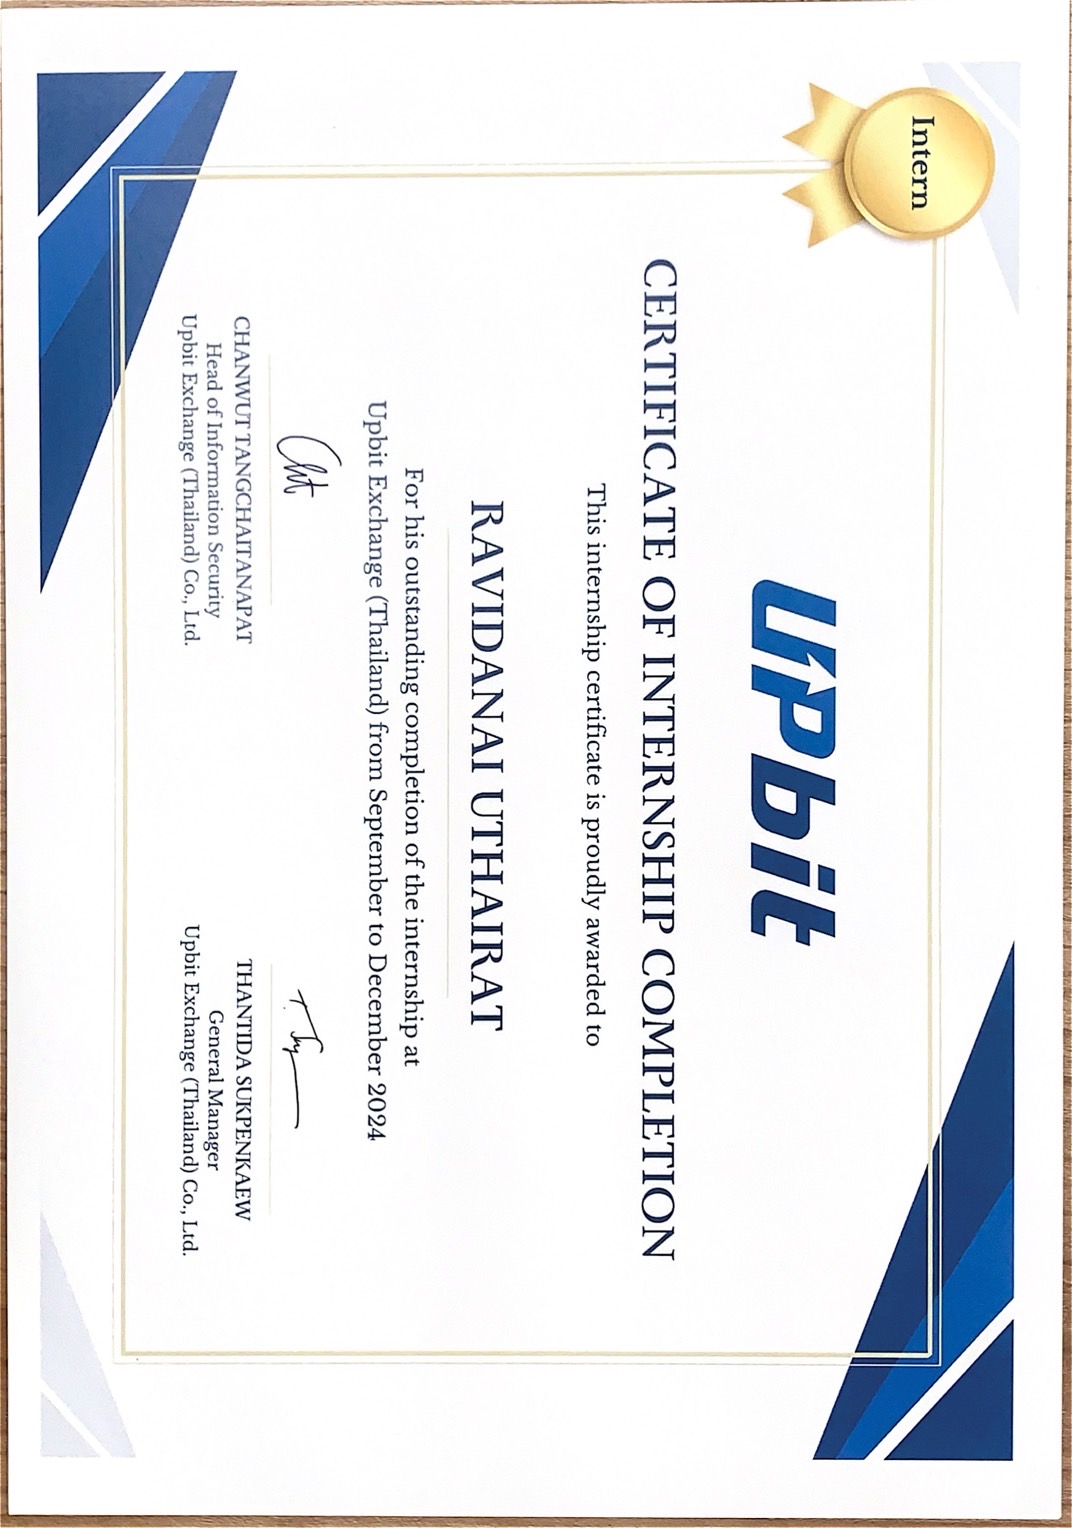 Intern
UPbit
CERTIFICATE OF INTERNSHIP COMPLETION
This internship certificate is proudly awarded to
RAVIDANAI UTHAIRAT
For his outstanding completion of the internship at
Upbit Exchange (Thailand) from September to December 2024
CHANWUT TANGCHAITANAPAT
Head of Information Security
Upbit Exchange (Thailand) Co., Ltd.
THANTIDA SUKPENKAEW
General Manager
Upbit Exchange (Thailand) Co., Ltd.